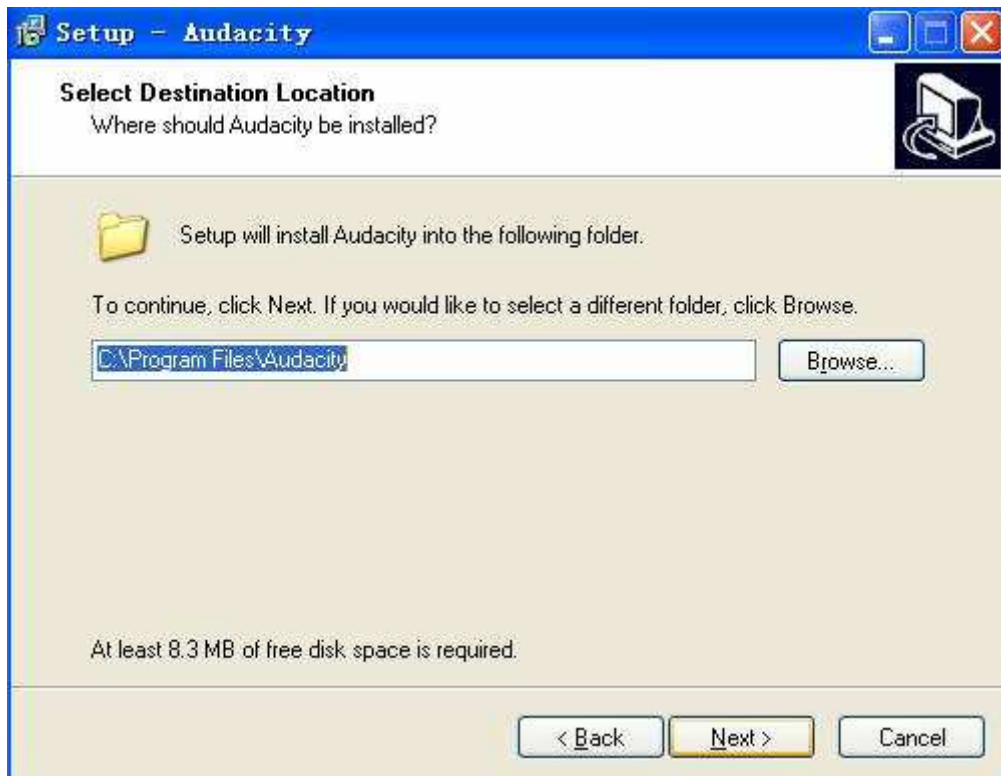 Setup - Audacity
Select Destination Location
Where should Audacity be installed?
Setup will install Audacity into the following folder.
To continue, click Next. If you would like to select a different folder, click Browse.
C:\Program Files\Audacity
Browse...
At least 8.3 MB of free disk space is required.
< Back
Next >
Cancel